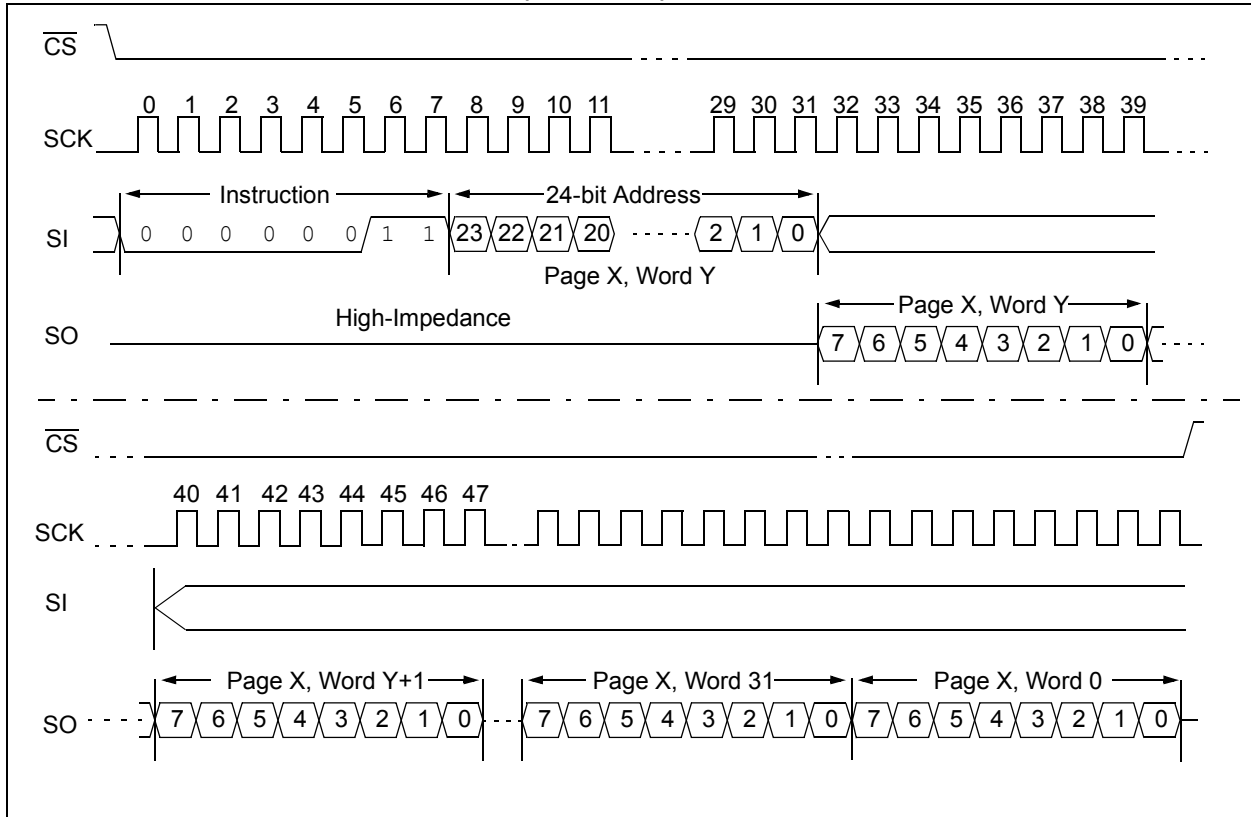 CS
0 1 2 3 4 5 6 7 8 9 10 11 29 30 31 32 33 34 35 36 37 38 39
SCK
Instruction 24-bit Address
SI 0 0 0 0 0 0 1 1 23 22 21 20 2 1 0
Page X, Word Y
High-Impedance Page X, Word Y
SO 7 6 5 4 3 2 1 0
CS
40 41 42 43 44 45 46 47
SCK
SI
Page X, Word Y+1 Page X, Word 31 Page X, Word 0
SO 7 6 5 4 3 2 1 0 7 6 5 4 3 2 1 0 7 6 5 4 3 2 1 0